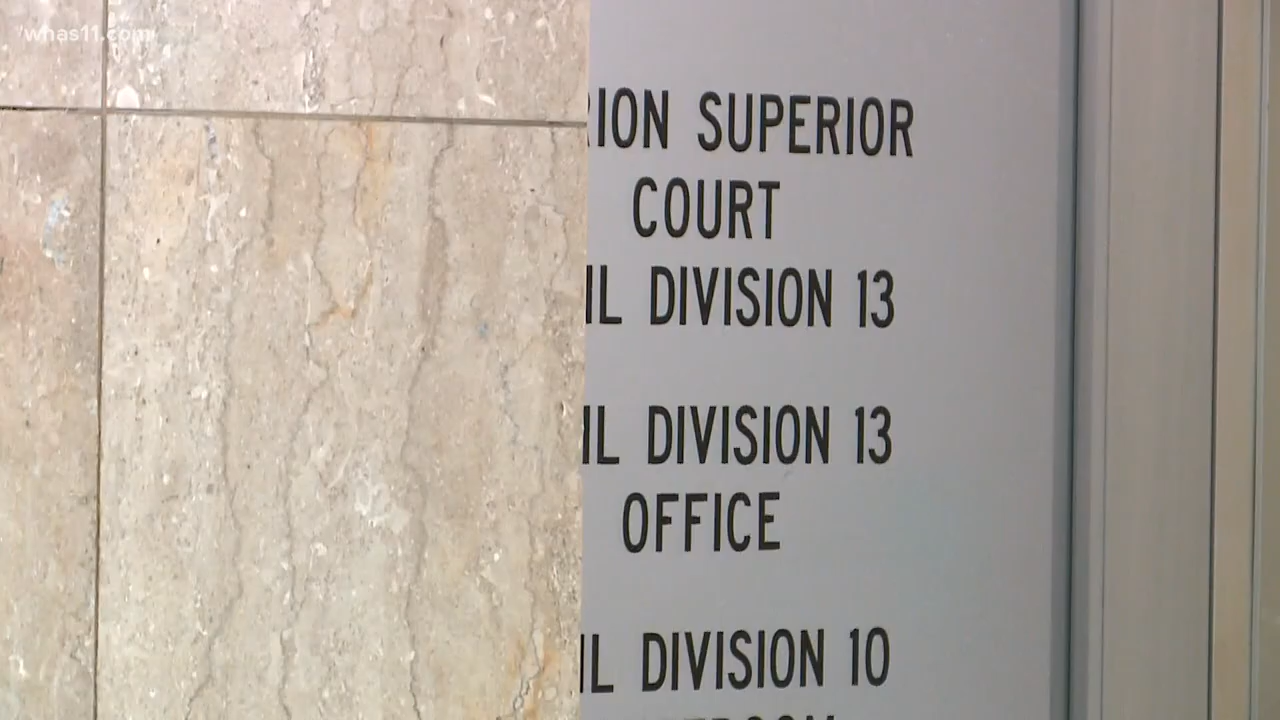 whas11.com
RION SUPERIOR
COURT
IL DIVISION 13
IL DIVISION 13
OFFICE
IL DIVISION 10